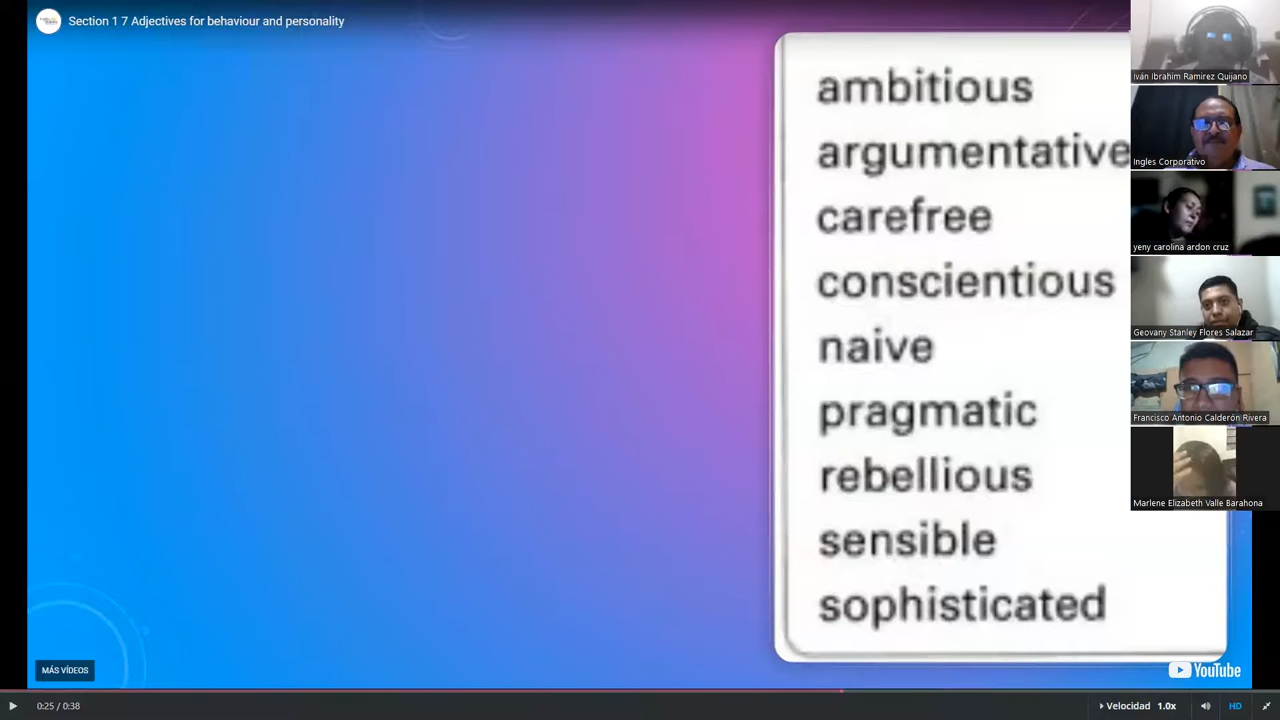 Section 1 7 Adjectives for behaviour and personality
ambitious
argumentative
carefree
conscientious
naive
pragmatic
rebellious
sensible
sophisticated
Iván Ibrahim Ramirez Quijano
Ingles Corporativo
yeny carolina ardon cruz
Geovany Stanley Flores Salazar
Francisco Antonio Calderón Rivera
Marlene Elizabeth Valle Barahona
MÁS VÍDEOS
YouTube
0:25 / 0:38
Velocidad 1.0x
HD